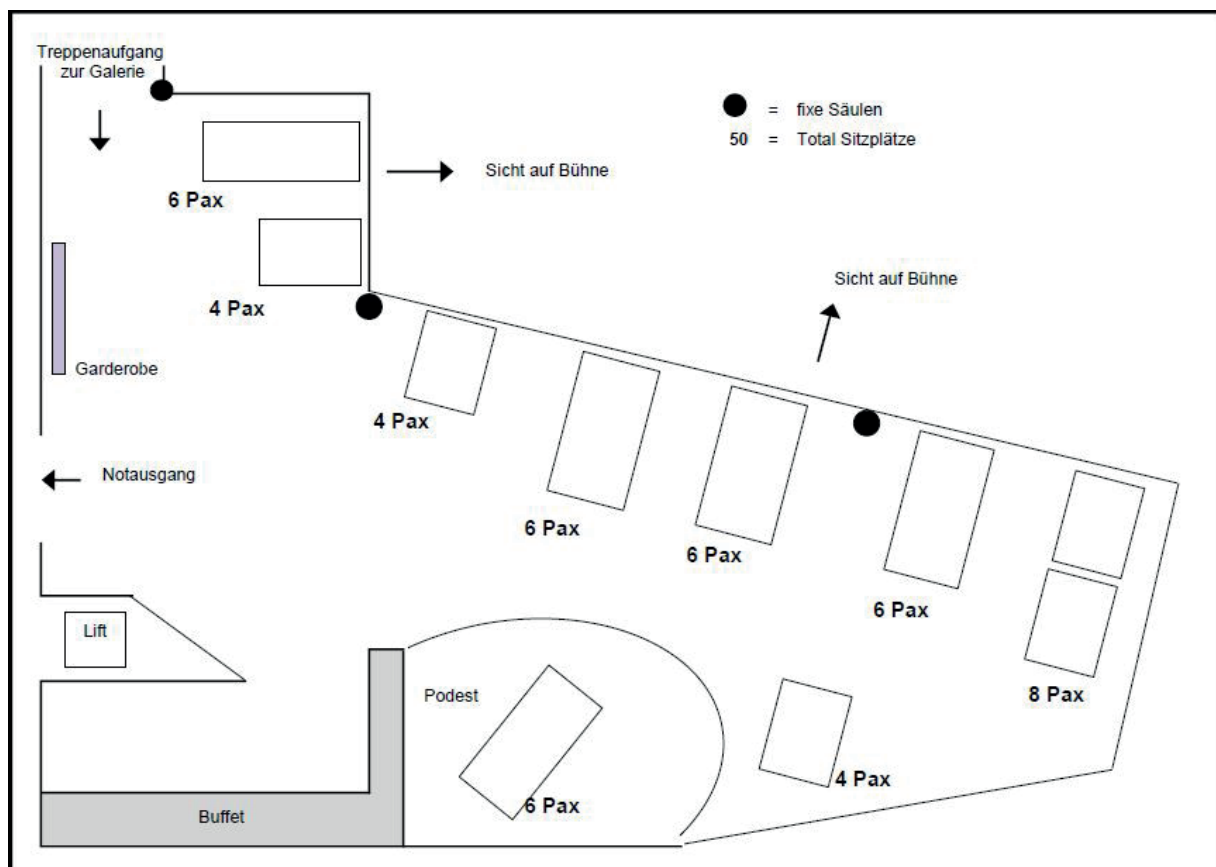 Treppenaufgang
zur Galerie
= fixe Säulen
50 = Total Sitzplätze
Sicht auf Bühne
6 Pax
4 Pax
Sicht auf Bühne
Garderobe
4 Pax
Notausgang
6 Pax
6 Pax
6 Pax
Lift
8 Pax
Podest
4 Pax
6 Pax
Buffet